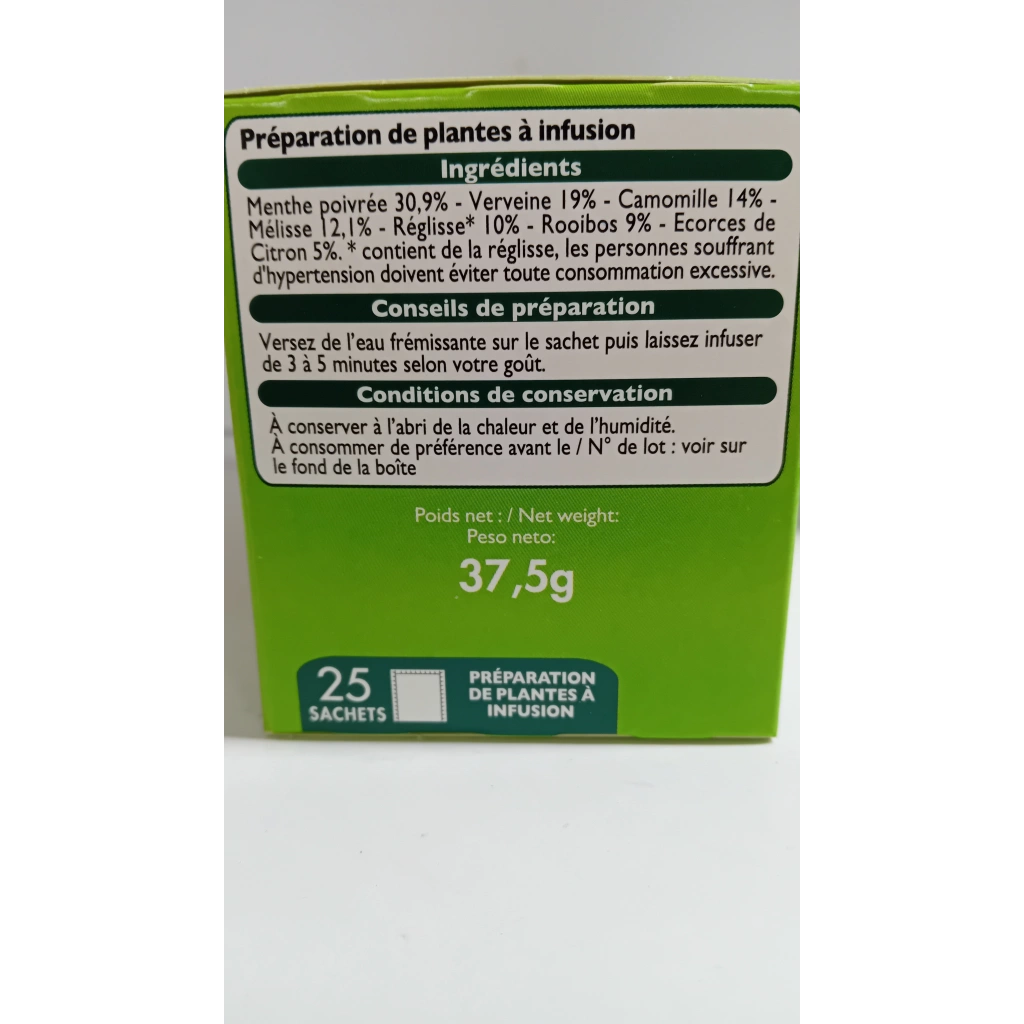 Préparation de plantes à infusion
Ingrédients
Menthe poivrée 30,9% - Verveine 19% - Camomille 14% -
Mélisse 12,1% - Réglisse* 10% - Rooibos 9% - Ecorces de
Citron 5%. * contient de la réglisse, les personnes souffrant
d'hypertension doivent éviter toute consommation excessive.
Conseils de préparation
Versez de l'eau frémissante sur le sachet puis laissez infuser
de 3 à 5 minutes selon votre goût.
Conditions de conservation
À conserver à l'abri de la chaleur et de l'humidité.
À consommer de préférence avant le / N° de lot : voir sur
le fond de la boîte
Poids net : / Net weight:
Peso neto:
37,5g
25
SACHETS
PRÉPARATION
DE PLANTES À
INFUSION